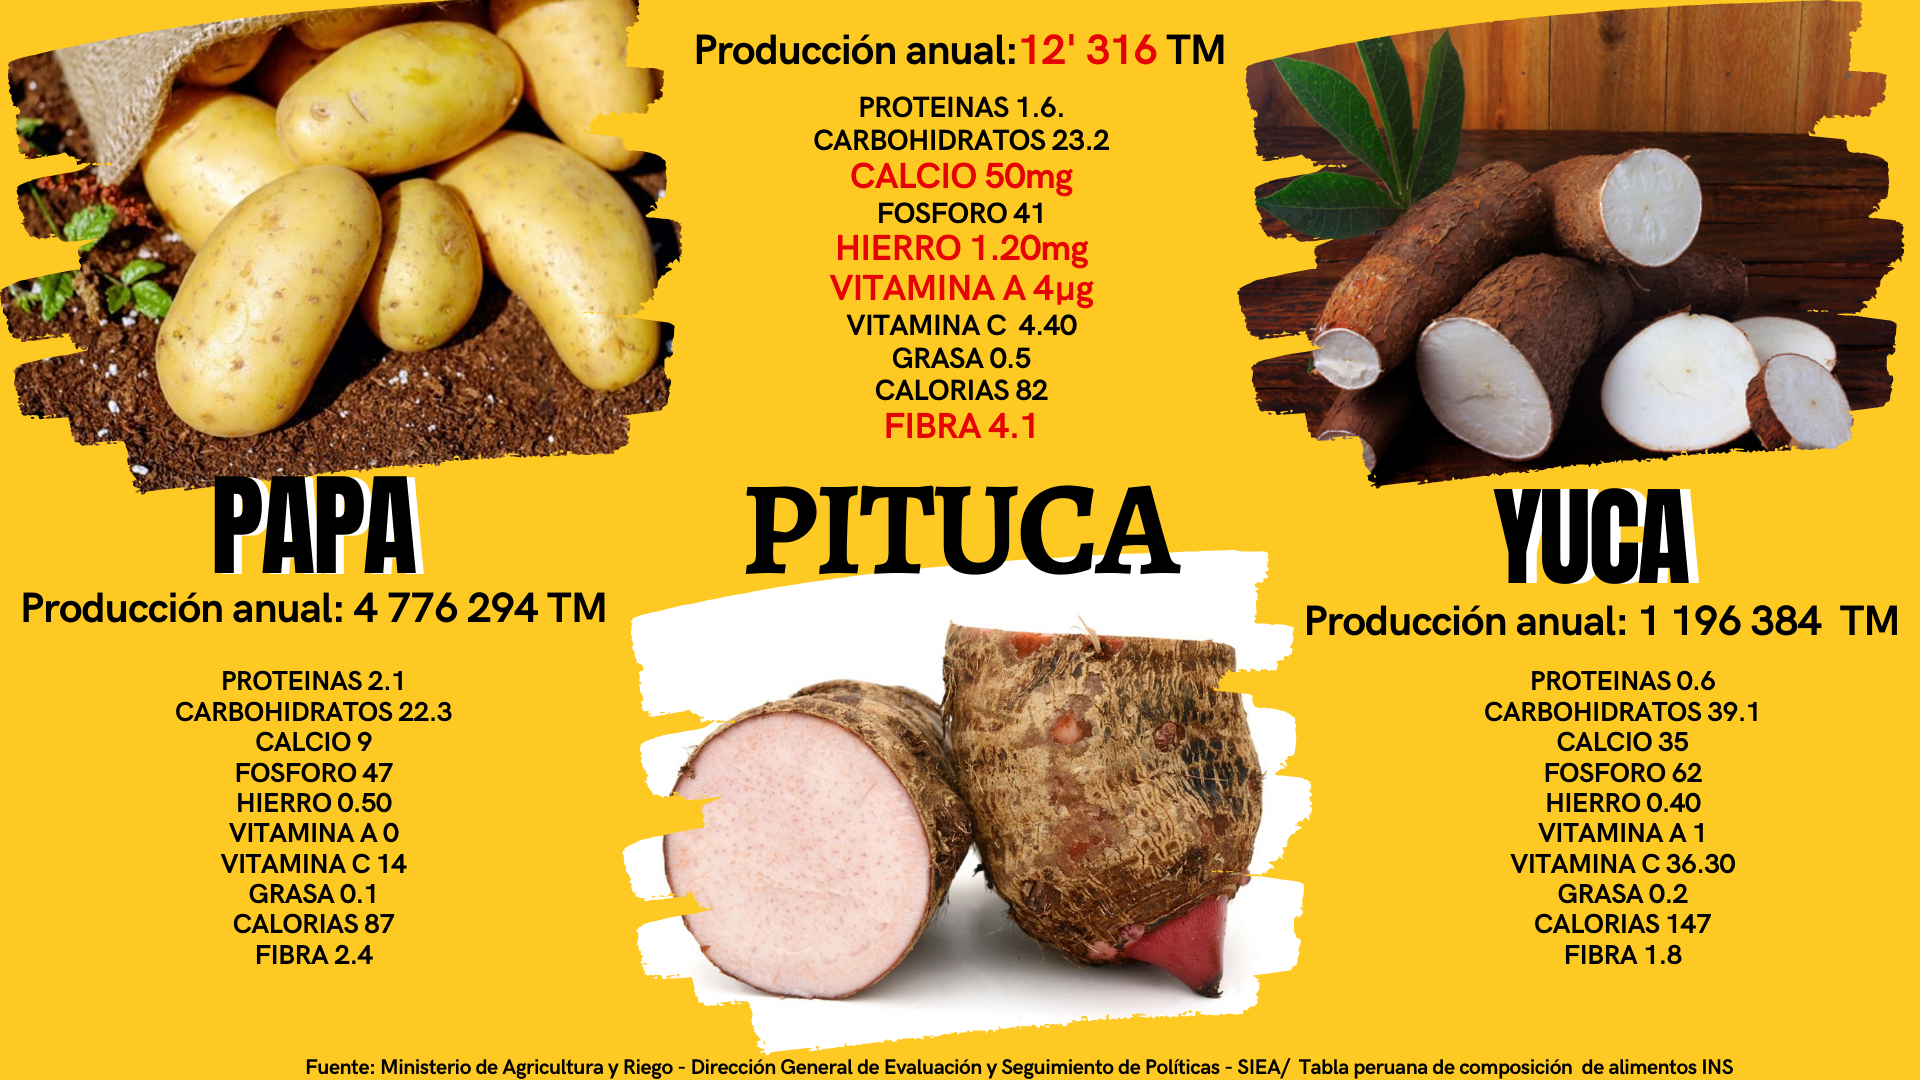 PAPA
Producción anual: 4 776 294 TM
PROTEINAS 2.1
CARBOHIDRATOS 22.3
CALCIO 9
FOSFORO 47
HIERRO 0.50
VITAMINA A 0
VITAMINA C 14
GRASA 0.1
CALORIAS 87
FIBRA 2.4
Producción anual:12' 316 TM
PROTEINAS 1.6.
CARBOHIDRATOS 23.2
CALCIO 50mg
FOSFORO 41
HIERRO 1.20mg
VITAMINA A 4µg
VITAMINA C 4.40
GRASA 0.5
CALORIAS 82
FIBRA 4.1
PITUCA
YUCA
Producción anual: 1 196 384 TM
PROTEINAS 0.6
CARBOHIDRATOS 39.1
CALCIO 35
FOSFORO 62
HIERRO 0.40
VITAMINA A 1
VITAMINA C 36.30
GRASA 0.2
CALORIAS 147
FIBRA 1.8
Fuente: Ministerio de Agricultura y Riego - Dirección General de Evaluación y Seguimiento de Políticas - SIEA/ Tabla peruana de composición de alimentos INS